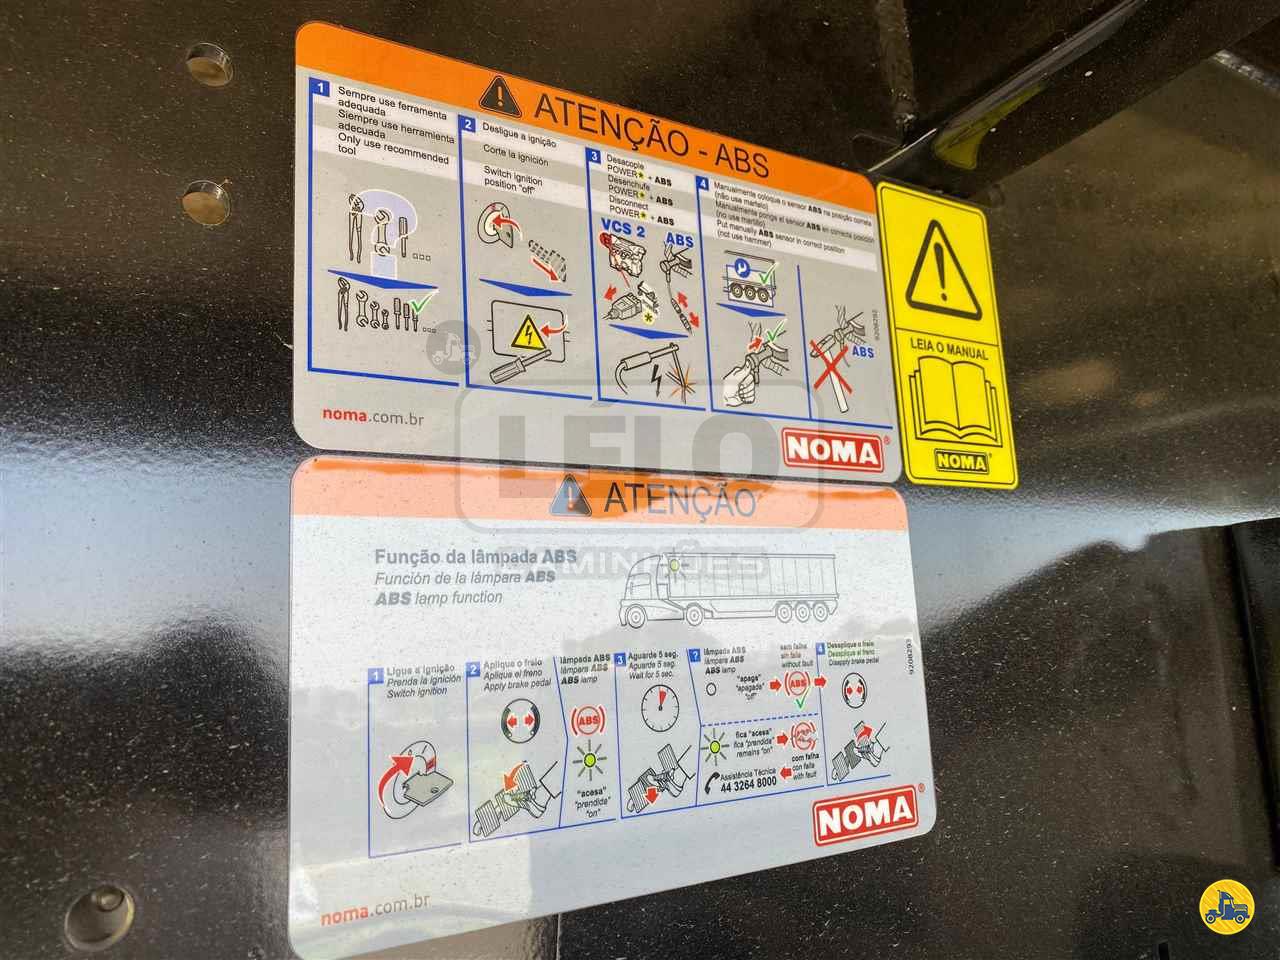 ATENÇÃO - ABS
1
Sempre use ferramenta
adequada
Siempre use herramienta
adecuada
Only use recommended
tool
2
Desligue a ignição
Corte la ignición
Switch ignition
position "off"
3
Desacople
POWER + ABS
Desenchufe
POWER + ABS
Disconnect
POWER + ABS
VCS 2
ABS
4
Manualmente coloque o sensor ABS na posição correta
(não use martelo)
Manualmente ponga el sensor ABS en correcta posición
(no use martillo)
Put manually ABS sensor in correct position
(not use hammer)
ABS
9208292
noma.com.br
NOMA®
LEIA O MANUAL
NOMA®
LÉLO
CAMINHÕES
ATENÇÃO
Função da lâmpada ABS
Función de la lámpara ABS
ABS lamp function
1
Ligue a ignição
Prenda la ignición
Switch ignition
2
Aplique o freio
Aplique el freno
Apply brake pedal
lâmpada ABS
lámpara ABS
ABS lamp
ABS
"acesa"
"prendida"
"on"
3
Aguarde 5 seg.
Aguarde 5 seg.
Wait for 5 sec.
?
lâmpada ABS
lámpara ABS
ABS lamp
"apaga"
"apagada"
"off"
sem falha
sin falla
without fault
ABS
fica "acesa"
fica "prendida"
remains "on"
com falha
con falla
with fault
Assistência Técnica
44 3264 8000
4
Desaplique o freio
Desaplique el freno
Disapply brake pedal
9208293
NOMA®
noma.com.br